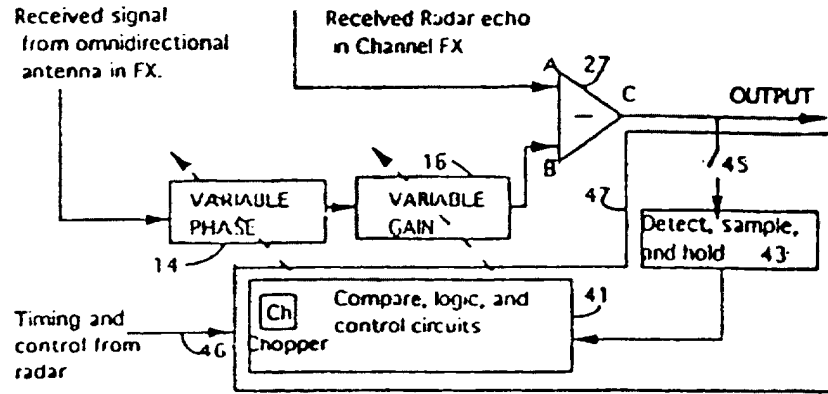 Received signal
from omnidirectional
antenna in FX.
Received Radar echo
in Channel FX
A
27
C
OUTPUT
B
45
16
VARIABLE
PHASE
VARIABLE
GAIN
47
Detect, sample,
and hold 43
14
Ch
Chopper
Compare, logic, and
control circuits
41
Timing and
control from
radar
46